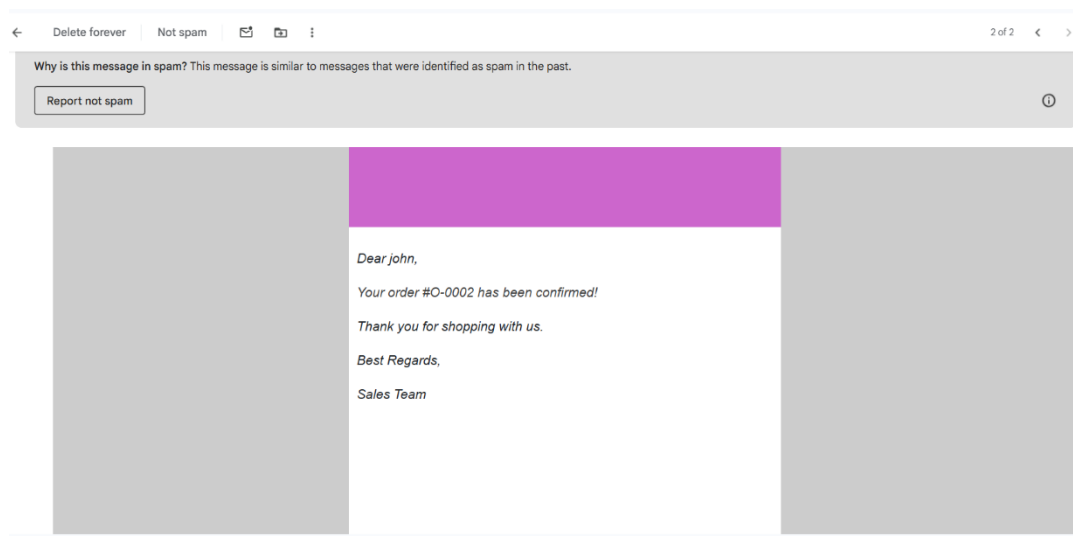 Delete forever Not spam 2 of 2
Why is this message in spam? This message is similar to messages that were identified as spam in the past.
Report not spam
Dear john,
Your order #O-0002 has been confirmed!
Thank you for shopping with us.
Best Regards,
Sales Team